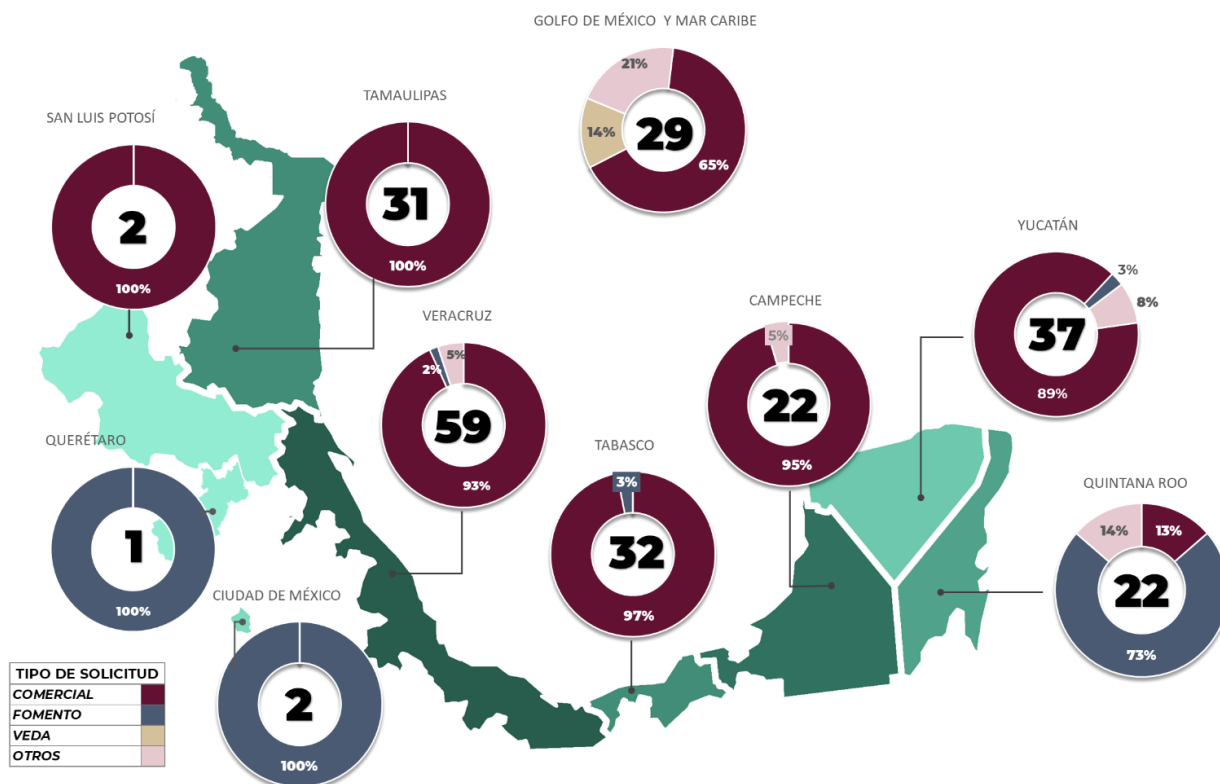 GOLFO DE MÉXICO Y MAR CARIBE
21%
14%
29
65%
SAN LUIS POTOSÍ
2
100%
TAMAULIPAS
31
100%
YUCATÁN
3%
8%
37
89%
VERACRUZ
2%
5%
59
93%
CAMPECHE
5%
22
95%
QUERÉTARO
1
100%
TABASCO
3%
32
97%
QUINTANA ROO
14%
13%
22
73%
CIUDAD DE MÉXICO
2
100%
TIPO DE SOLICITUD
COMERCIAL
FOMENTO
VEDA
OTROS